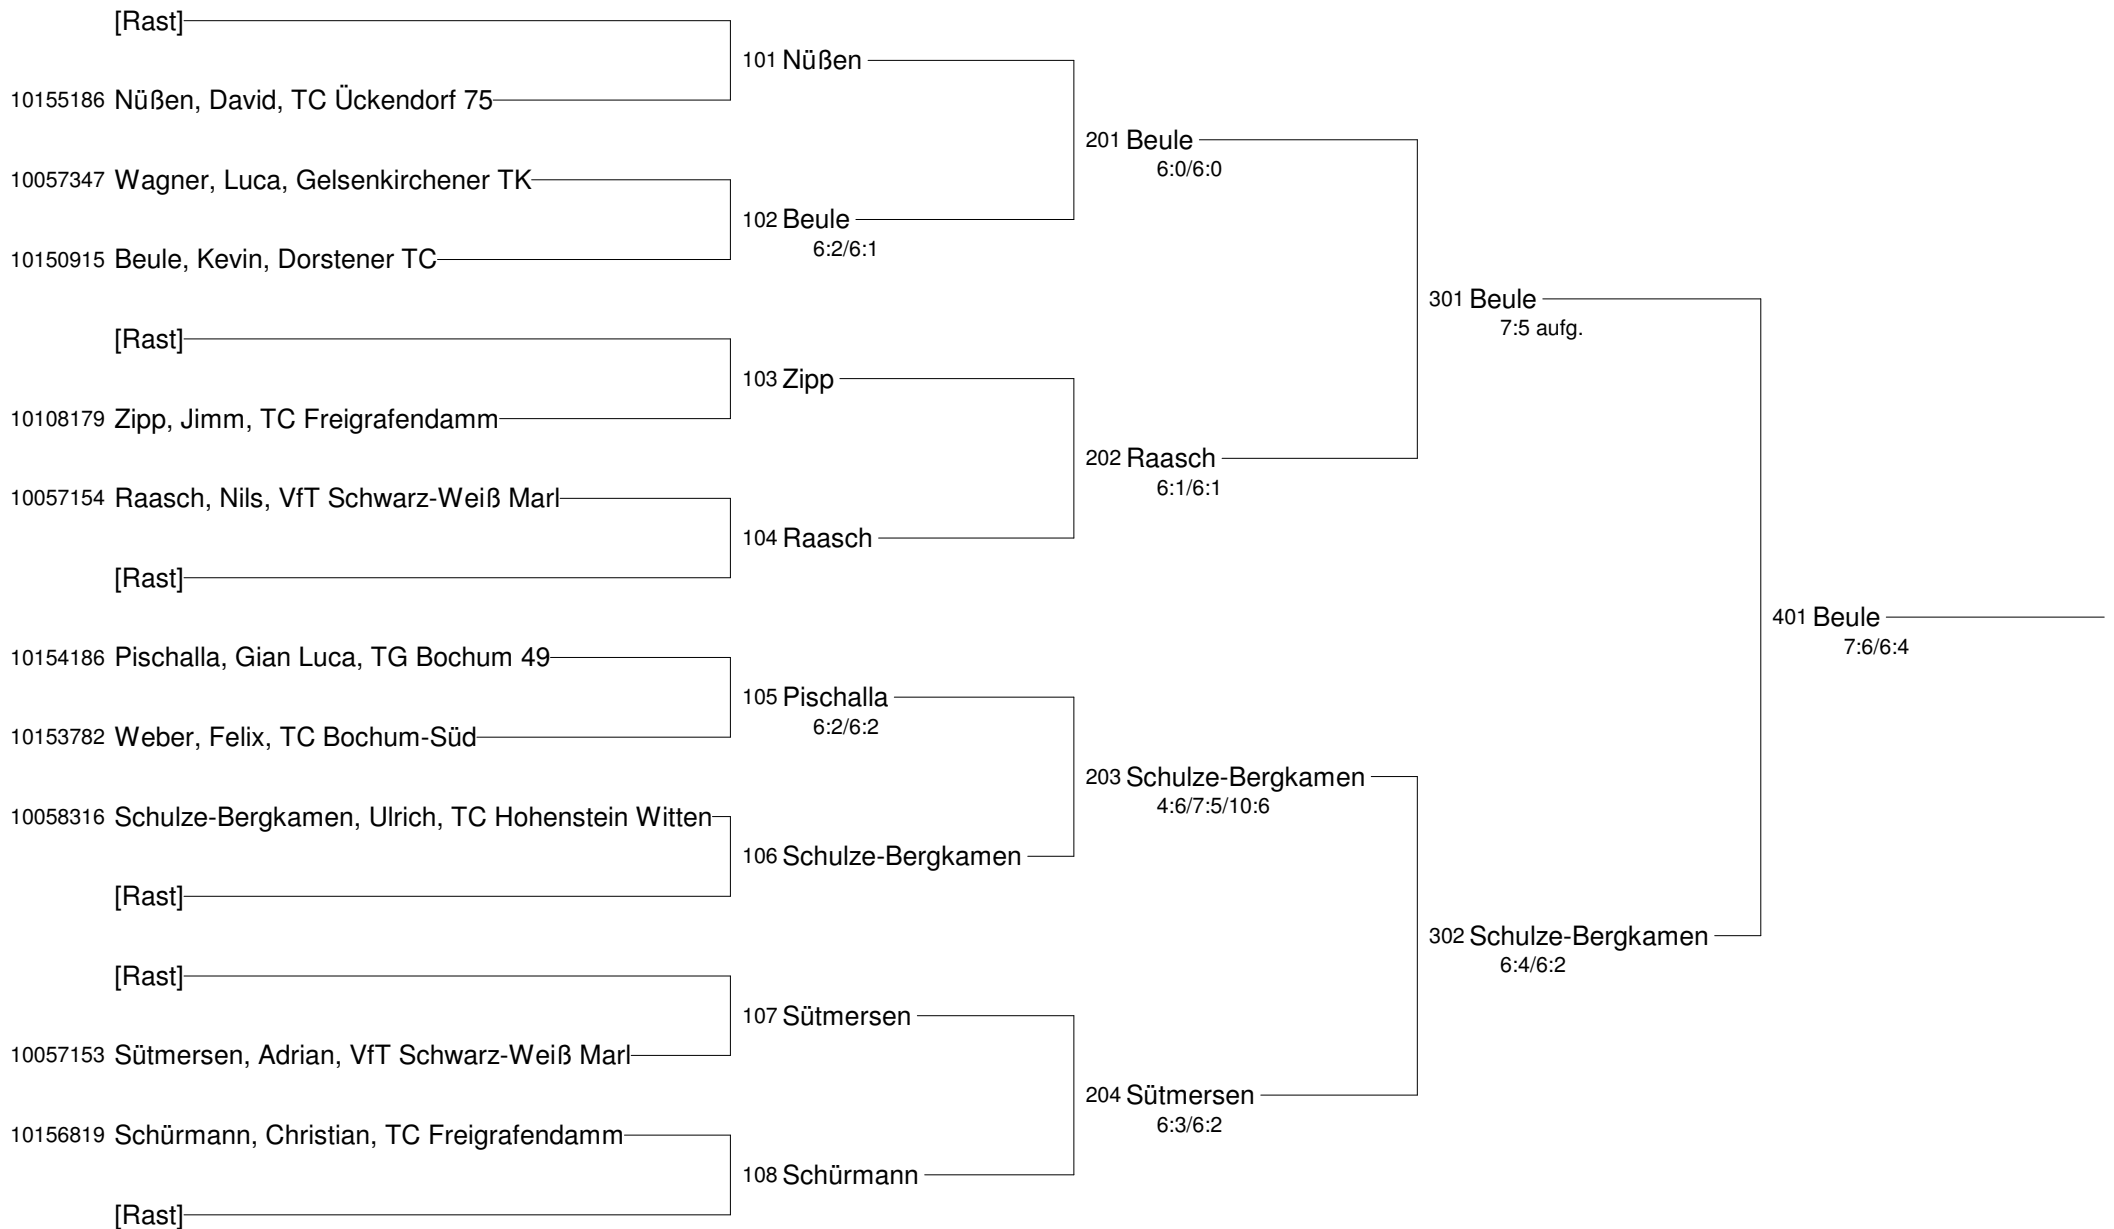 [Rast]
101 Nüßen
10155186 Nüßen, David, TC Ückendorf 75
201 Beule
6:0/6:0
10057347 Wagner, Luca, Gelsenkirchener TK
102 Beule
6:2/6:1
10150915 Beule, Kevin, Dorstener TC
301 Beule
7:5 aufg.
[Rast]
103 Zipp
10108179 Zipp, Jimm, TC Freigrafendamm
202 Raasch
6:1/6:1
10057154 Raasch, Nils, VfT Schwarz-Weiß Marl
104 Raasch
[Rast]
401 Beule
7:6/6:4
10154186 Pischalla, Gian Luca, TG Bochum 49
105 Pischalla
6:2/6:2
10153782 Weber, Felix, TC Bochum-Süd
203 Schulze-Bergkamen
4:6/7:5/10:6
10058316 Schulze-Bergkamen, Ulrich, TC Hohenstein Witten
106 Schulze-Bergkamen
[Rast]
302 Schulze-Bergkamen
6:4/6:2
[Rast]
107 Sütmersen
10057153 Sütmersen, Adrian, VfT Schwarz-Weiß Marl
204 Sütmersen
6:3/6:2
10156819 Schürmann, Christian, TC Freigrafendamm
108 Schürmann
[Rast]